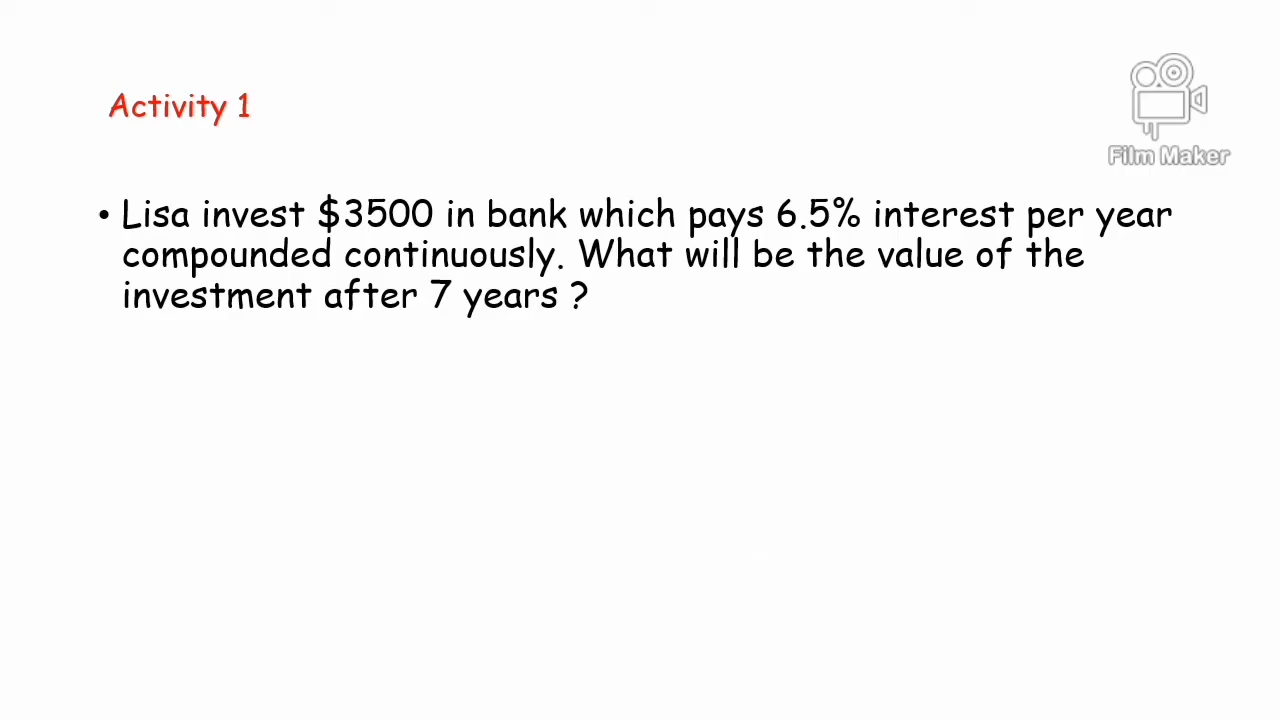 Activity 1
Film Maker
• Lisa invest $3500 in bank which pays 6.5% interest per year
compounded continuously. What will be the value of the
investment after 7 years ?